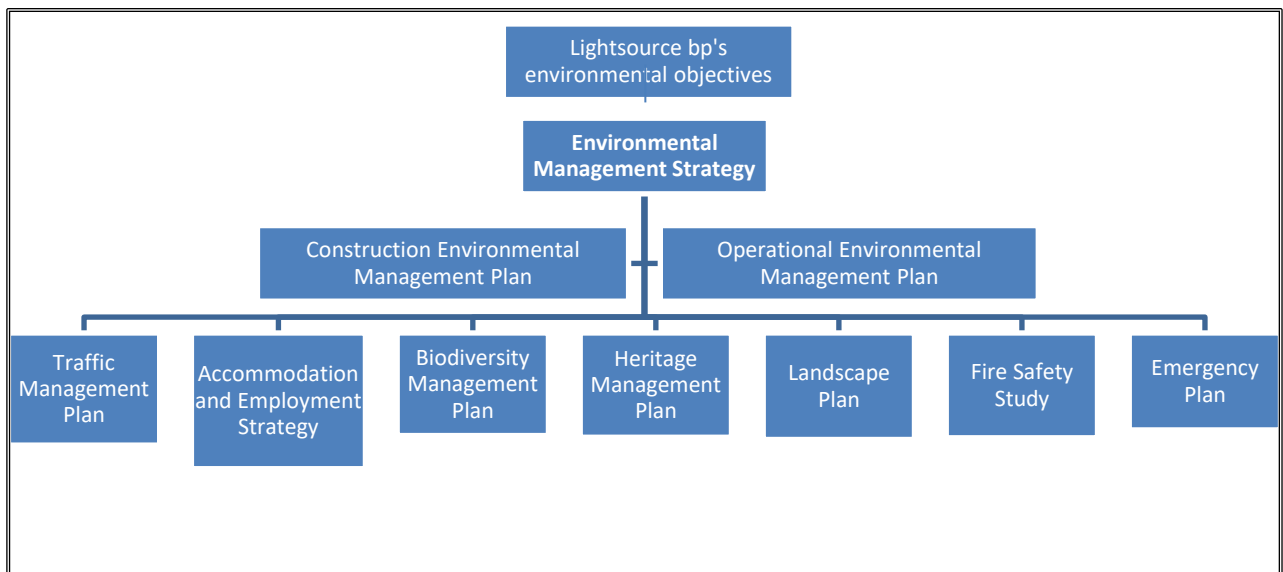 Lightsource bp's
environmental objectives
Environmental
Management Strategy
Construction Environmental
Management Plan
Operational Environmental
Management Plan
Traffic
Management
Plan
Accommodation
and Employment
Strategy
Biodiversity
Management
Plan
Heritage
Management
Plan
Landscape
Plan
Fire Safety
Study
Emergency
Plan